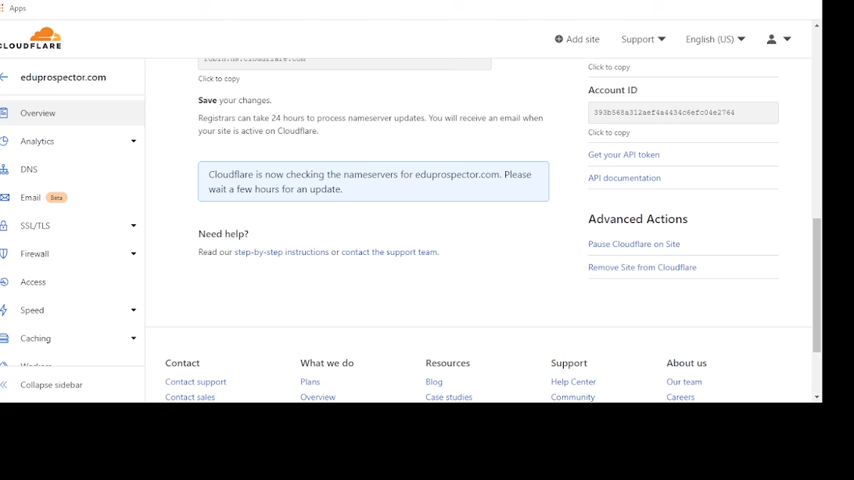 Apps
CLOUDFLARE
Add site
Support
English (US)
eduprospector.com
Overview
Analytics
DNS
Email Beta
SSL/TLS
Firewall
Access
Speed
Caching
Collapse sidebar
Click to copy
Save your changes.
Registrars can take 24 hours to process nameserver updates. You will receive an email when
your site is active on Cloudflare.
Cloudflare is now checking the nameservers for eduprospector.com. Please
wait a few hours for an update.
Need help?
Read our step-by-step instructions or contact the support team.
Click to copy
Account ID
393b568a312aef4a4434c6efc04e2764
Click to copy
Get your API token
API documentation
Advanced Actions
Pause Cloudflare on Site
Remove Site from Cloudflare
Contact
Contact support
Contact sales
What we do
Plans
Overview
Resources
Blog
Case studies
Support
Help Center
Community
About us
Our team
Careers